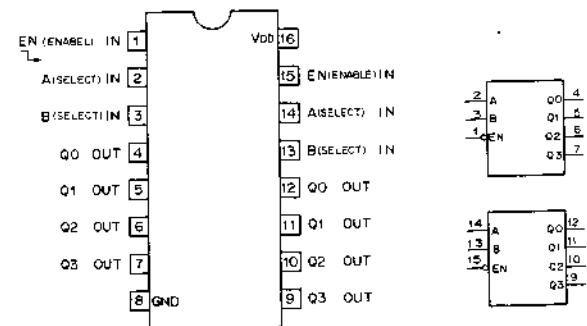 EN (ENABEL) IN 1
A(SELECT) IN 2
B(SELECT) IN 3
Q0 OUT 4
Q1 OUT 5
Q2 OUT 6
Q3 OUT 7
8 GND
VDD 16
15 EN(ENABLE) IN
14 A(SELECT) IN
13 B(SELECT) IN
12 Q0 OUT
11 Q1 OUT
10 Q2 OUT
9 Q3 OUT
2 A Q0 4
3 B Q1 5
1 EN Q2 6
Q3 7
14 A Q0 12
13 B Q1 11
15 EN Q2 10
Q3 9